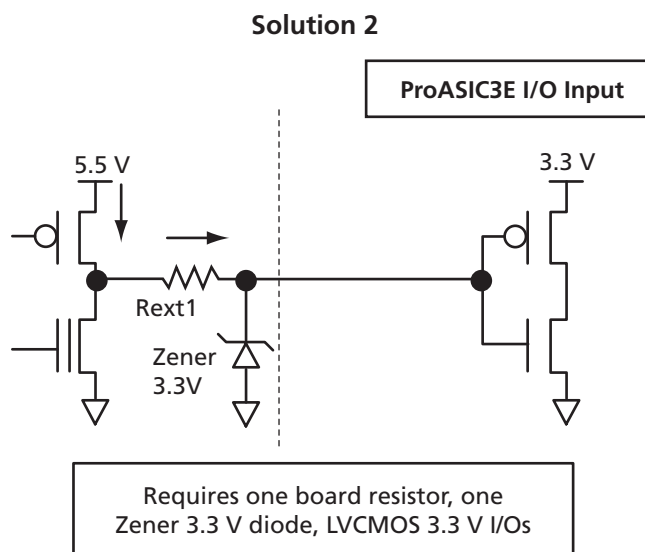 Solution 2
ProASIC3E I/O Input
5.5 V
3.3 V
Rext1
Zener
3.3V
Requires one board resistor, one
Zener 3.3 V diode, LVCMOS 3.3 V I/Os